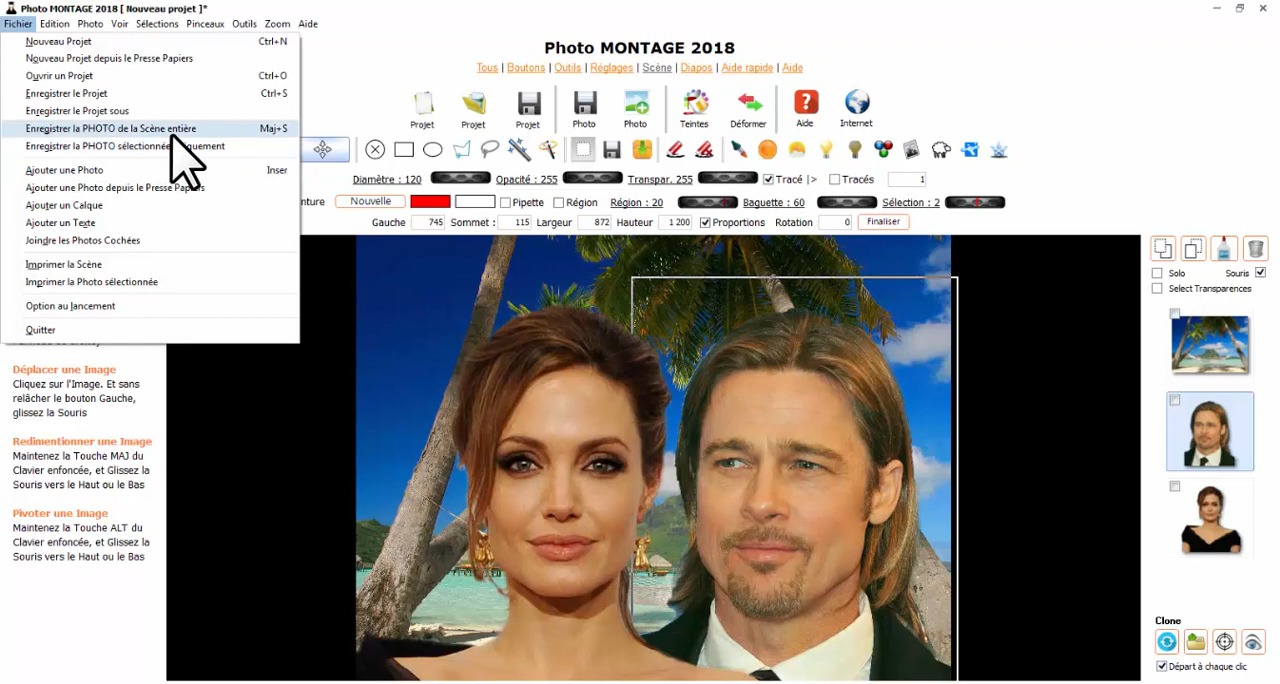 Photo MONTAGE 2018 [ Nouveau projet ]*
Fichier Edition Photo Voir Sélections Pinceaux Outils Zoom Aide
Nouveau Projet Ctrl+N
Nouveau Projet depuis le Presse Papiers
Ouvrir un Projet Ctrl+O
Enregistrer le Projet Ctrl+S
Enregistrer le Projet sous
Enregistrer la PHOTO de la Scène entière Maj+S
Enregistrer la PHOTO sélectionnée
Ajouter une Photo Inser
Ajouter une Photo depuis le Presse Papiers
Ajouter un Calque
Ajouter un Texte
Joindre les Photos Cochées
Imprimer la Scène
Imprimer la Photo sélectionnée
Option au lancement
Quitter
Photo MONTAGE 2018
Tous | Boutons | Outils | Réglages | Scène | Diapos | Aide rapide | Aide
Projet Projet Projet Photo Photo Teintes Déformer Aide Internet
Diamètre : 120 Opacité : 255 Transpar. 255 Tracé |> Tracés 1
Nouvelle Pipette Région Région : 20 Baguette : 60 Sélection : 2
Gauche 745 Sommet : 115 Largeur 872 Hauteur 1 200 Proportions Rotation 0 Finaliser
Déplacer une Image
Cliquez sur l'Image. Et sans
relâcher le bouton Gauche,
glissez la Souris
Redimentionner une Image
Maintenez la Touche MAJ du
Clavier enfoncée, et Glissez la
Souris vers le Haut ou le Bas
Pivoter une Image
Maintenez la Touche ALT du
Clavier enfoncée, et Glissez la
Souris vers le Haut ou le Bas
Solo Souris
Select Transparences
Clone
Départ à chaque clic